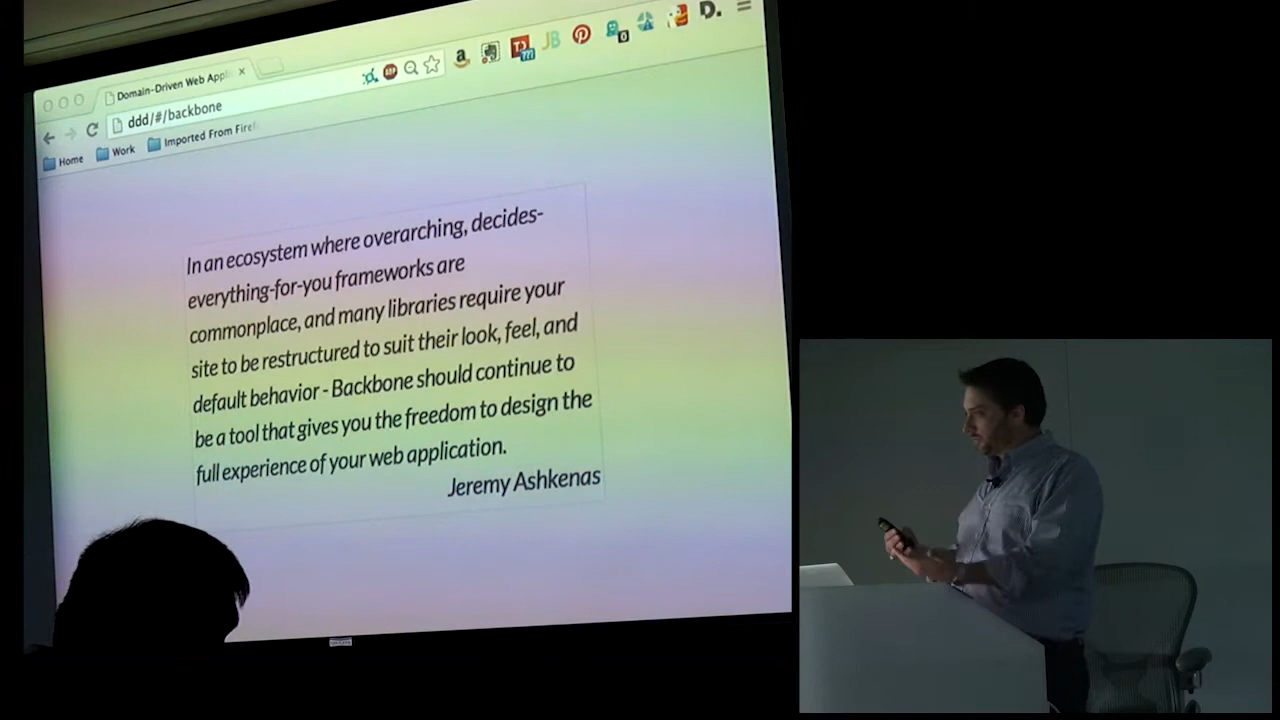 Domain-Driven Web Appl
ddd/#/backbone
Home
Work
Imported From Firef
In an ecosystem where overarching, decides-
everything-for-you frameworks are
commonplace, and many libraries require your
site to be restructured to suit their look, feel, and
default behavior - Backbone should continue to
be a tool that gives you the freedom to design the
full experience of your web application.
Jeremy Ashkenas